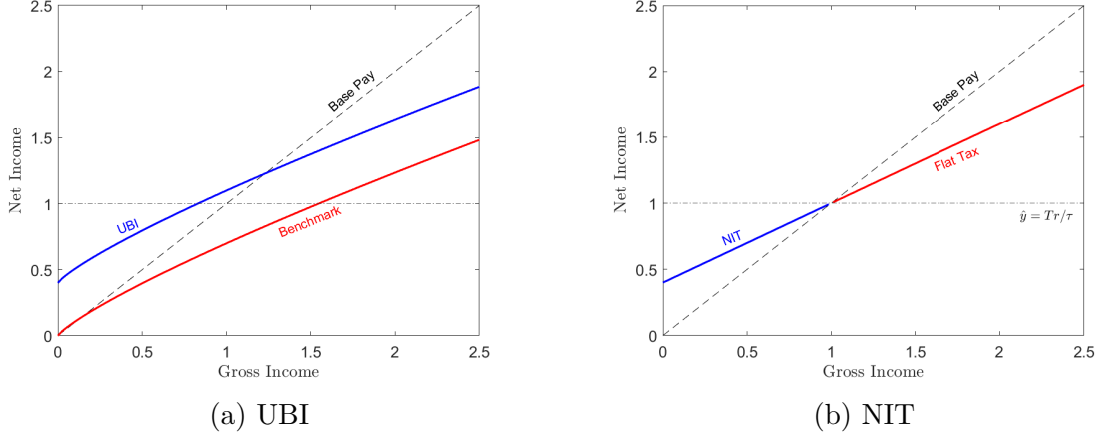 2.5
2
1.5
1
0.5
0
0
0.5
1
1.5
2
2.5
Net Income
Gross Income
Base Pay
UBI
Benchmark
(a) UBI
2.5
2
1.5
1
0.5
0
0
0.5
1
1.5
2
2.5
Net Income
Gross Income
Base Pay
Flat Tax
NIT
ŷ = Tr/τ
(b) NIT